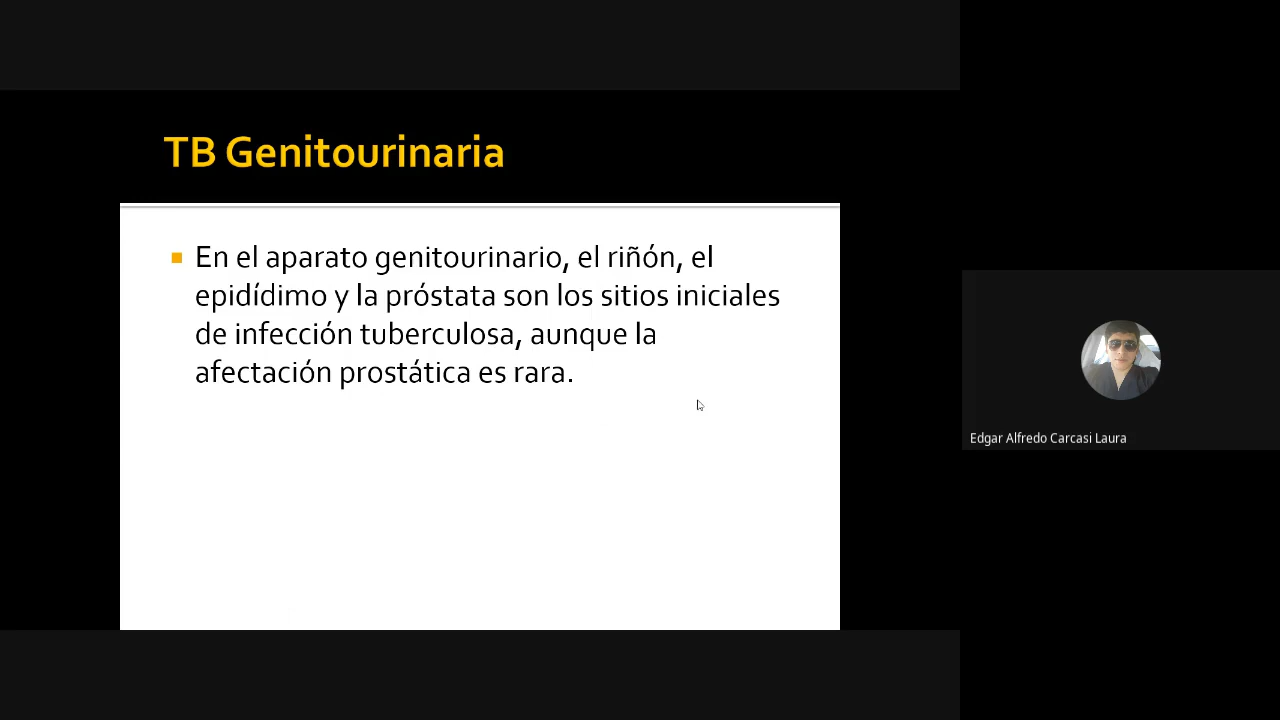 TB Genitourinaria
En el aparato genitourinario, el riñón, el
epidídimo y la próstata son los sitios iniciales
de infección tuberculosa, aunque la
afectación prostática es rara.
Edgar Alfredo Carcasi Laura